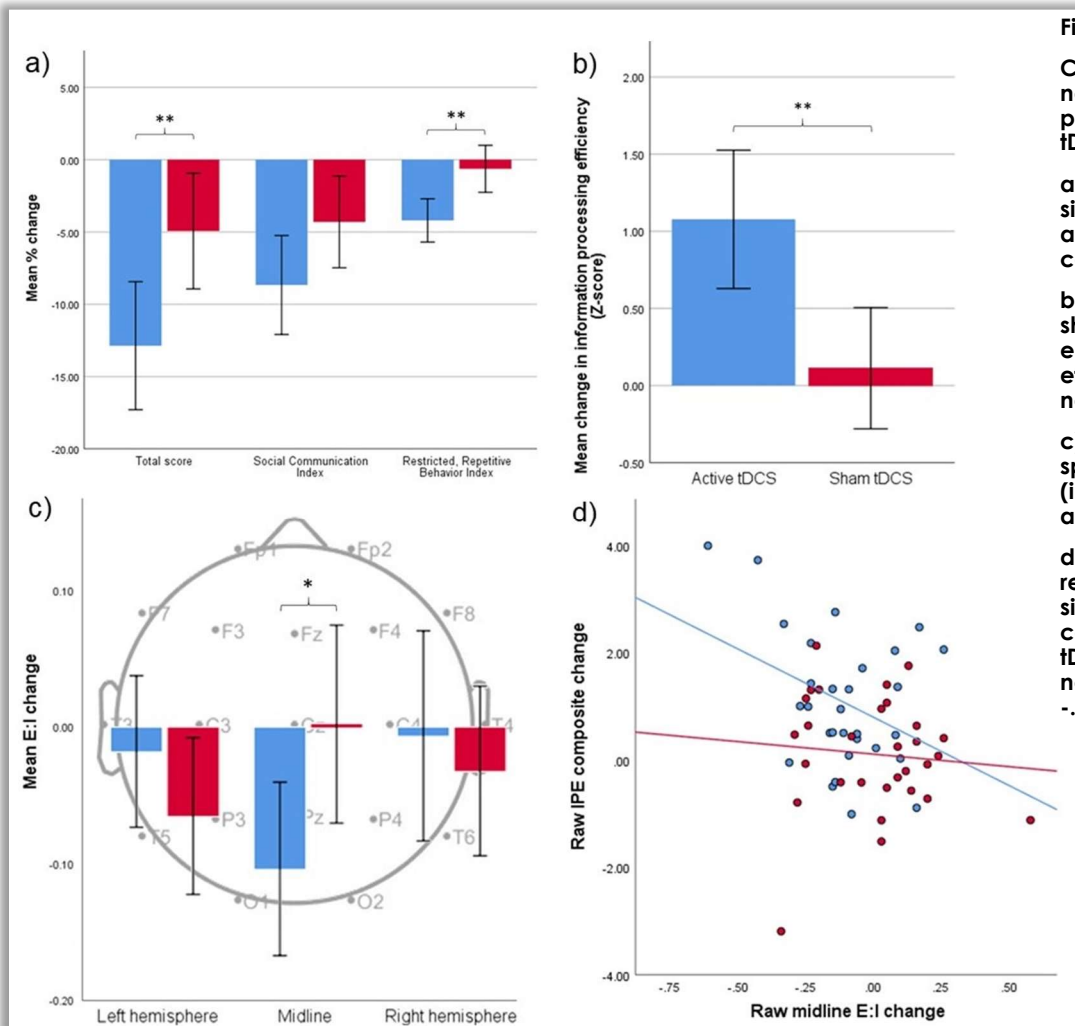 Fi
C
n
p
tD
a
si
a
c
b
sh
e
e
n
c
sp
(i
a
d
re
si
c
tD
n
-.
a)
5.00
0.00
-5.00
-10.00
-15.00
-20.00
Mean % change
**
**
Total score
Social Communication
Index
Restricted, Repetitive
Behavior Index
b)
2.00
1.50
1.00
0.50
0.00
-0.50
Mean change in information processing efficiency
(Z-score)
**
Active tDCS
Sham tDCS
c)
0.10
0.00
-0.10
-0.20
Mean E:I change
*
Fp1
Fp2
F7
F3
Fz
F4
F8
T3
C3
Cz
C4
T4
T5
P3
Pz
P4
T6
O1
O2
Left hemisphere
Midline
Right hemisphere
d)
4.00
2.00
.00
-2.00
-4.00
Raw IPE composite change
-.75
-.50
-.25
.00
.25
.50
Raw midline E:I change